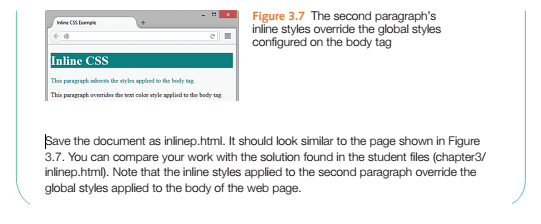 Inline CSS Example
Inline CSS
This paragraph inherits the styles applied to the body tag.
This paragraph overrides the text color style applied to the body tag.
Figure 3.7 The second paragraph's
inline styles override the global styles
configured on the body tag
Save the document as inlinep.html. It should look similar to the page shown in Figure
3.7. You can compare your work with the solution found in the student files (chapter3/
inlinep.html). Note that the inline styles applied to the second paragraph override the
global styles applied to the body of the web page.